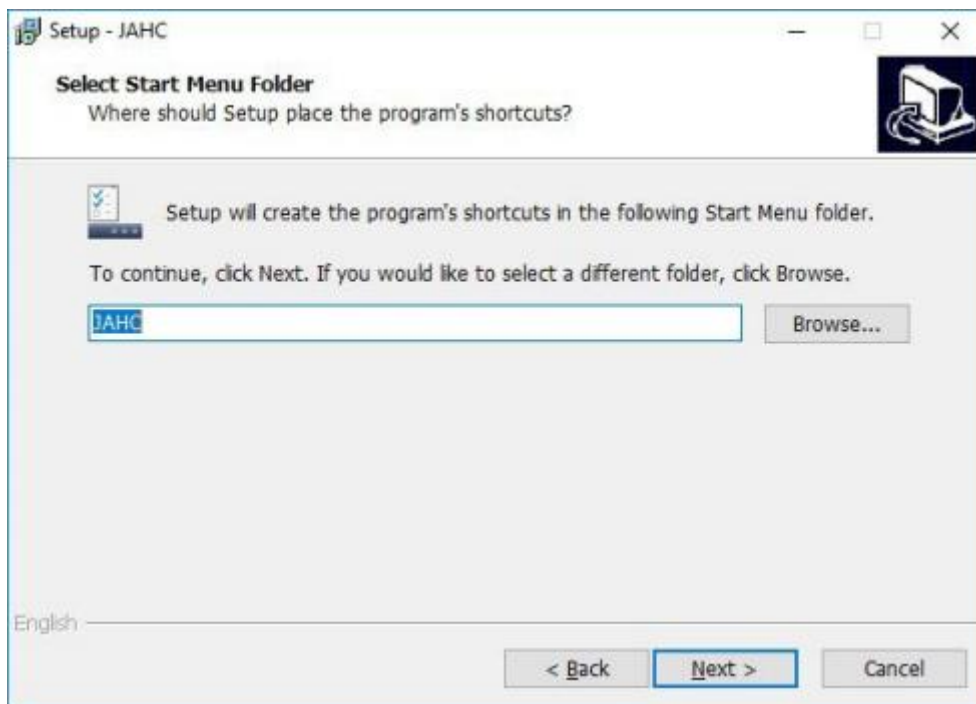 Setup - JAHC
Select Start Menu Folder
Where should Setup place the program's shortcuts?
Setup will create the program's shortcuts in the following Start Menu folder.
To continue, click Next. If you would like to select a different folder, click Browse.
JAHC
Browse...
English
< Back
Next >
Cancel